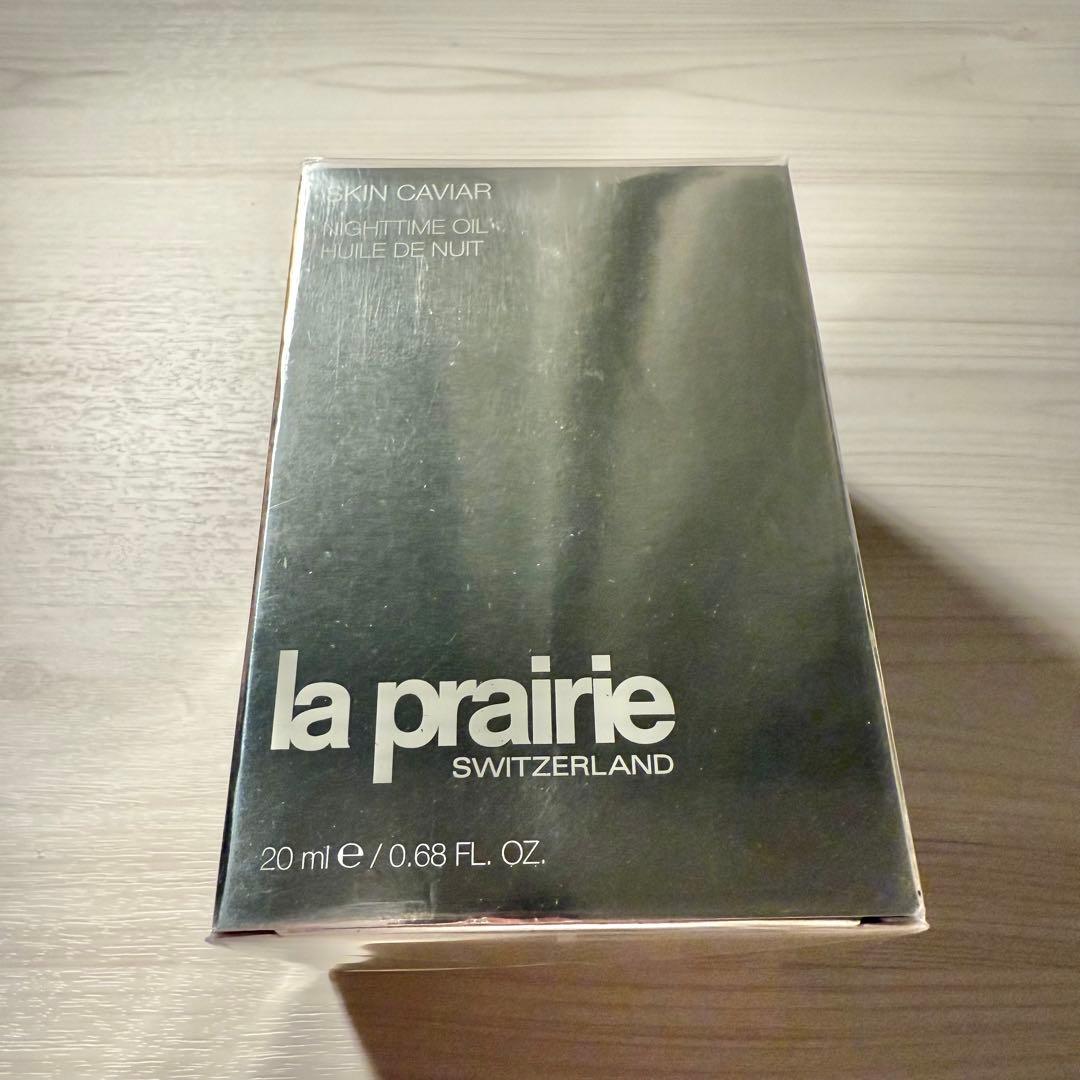 SKIN CAVIAR
NIGHTTIME OIL
HUILE DE NUIT
la prairie
SWITZERLAND
20 ml ℮ / 0.68 FL. OZ.